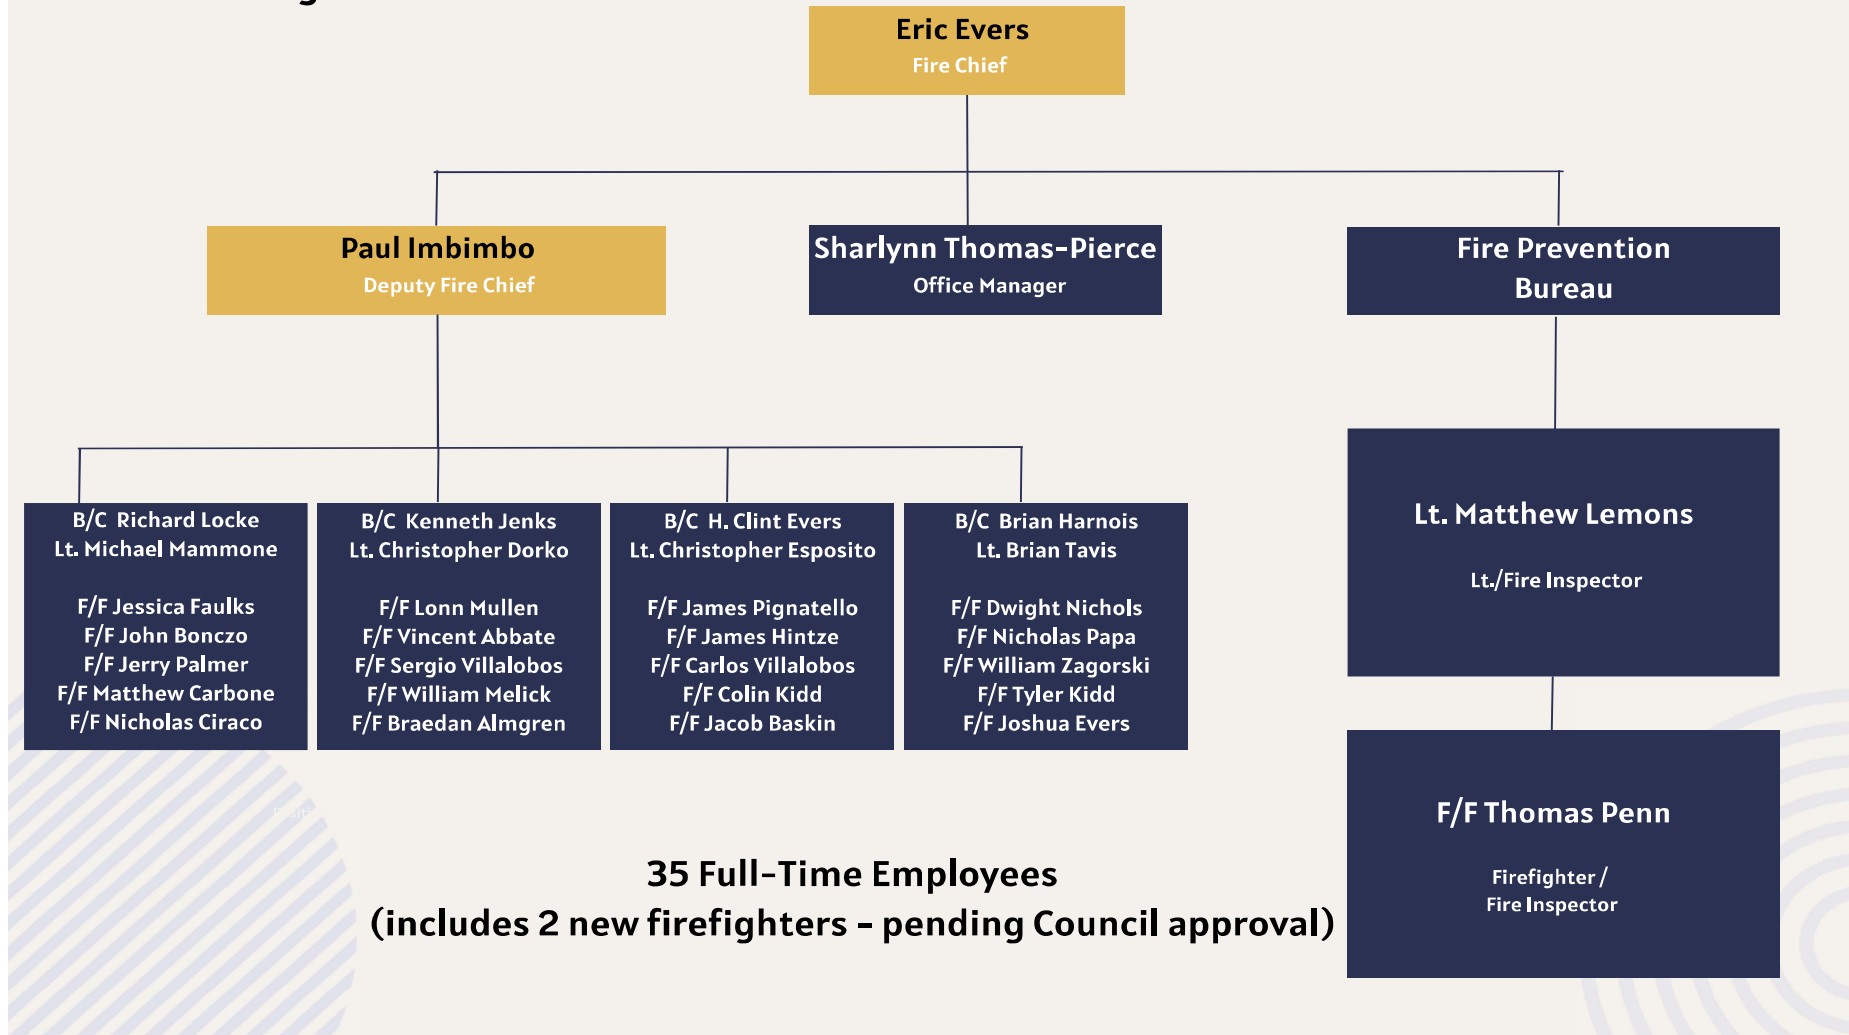 Eric Evers
Fire Chief
Paul Imbimbo
Deputy Fire Chief
Sharlynn Thomas-Pierce
Office Manager
Fire Prevention
Bureau
B/C Richard Locke
Lt. Michael Mammone
F/F Jessica Faulks
F/F John Bonczo
F/F Jerry Palmer
F/F Matthew Carbone
F/F Nicholas Ciraco
B/C Kenneth Jenks
Lt. Christopher Dorko
F/F Lonn Mullen
F/F Vincent Abbate
F/F Sergio Villalobos
F/F William Melick
F/F Braedan Almgren
B/C H. Clint Evers
Lt. Christopher Esposito
F/F James Pignatello
F/F James Hintze
F/F Carlos Villalobos
F/F Colin Kidd
F/F Jacob Baskin
B/C Brian Harnois
Lt. Brian Tavis
F/F Dwight Nichols
F/F Nicholas Papa
F/F William Zagorski
F/F Tyler Kidd
F/F Joshua Evers
Lt. Matthew Lemons
Lt./Fire Inspector
F/F Thomas Penn
Firefighter /
Fire Inspector
35 Full-Time Employees
(includes 2 new firefighters - pending Council approval)